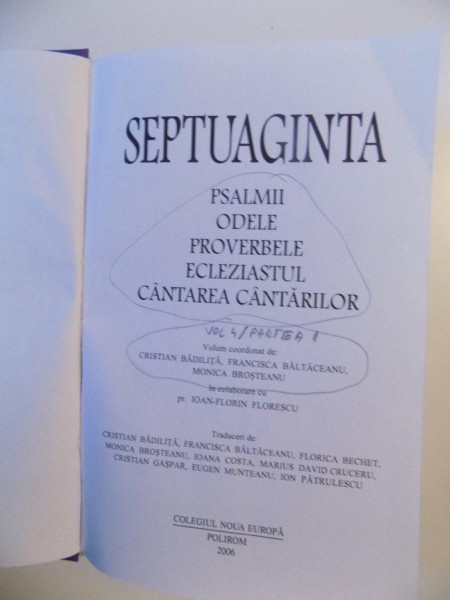 SEPTUAGINTA
PSALMII
ODELE
PROVERBELE
ECLEZIASTUL
CÂNTAREA CÂNTĂRILOR
VOL 4/PARTEA 1
Volum coordonat de:
CRISTIAN BĂDILIȚĂ, FRANCISCA BĂLTĂCEANU,
MONICA BROȘTEANU
în colaborare cu
pr. IOAN-FLORIN FLORESCU
Traduceri de:
CRISTIAN BĂDILIȚĂ, FRANCISCA BĂLTĂCEANU, FLORICA BECHET,
MONICA BROȘTEANU, IOANA COSTA, MARIUS DAVID CRUCERU,
CRISTIAN GAȘPAR, EUGEN MUNTEANU, ION PĂTRULESCU
COLEGIUL NOUA EUROPĂ
POLIROM
2006